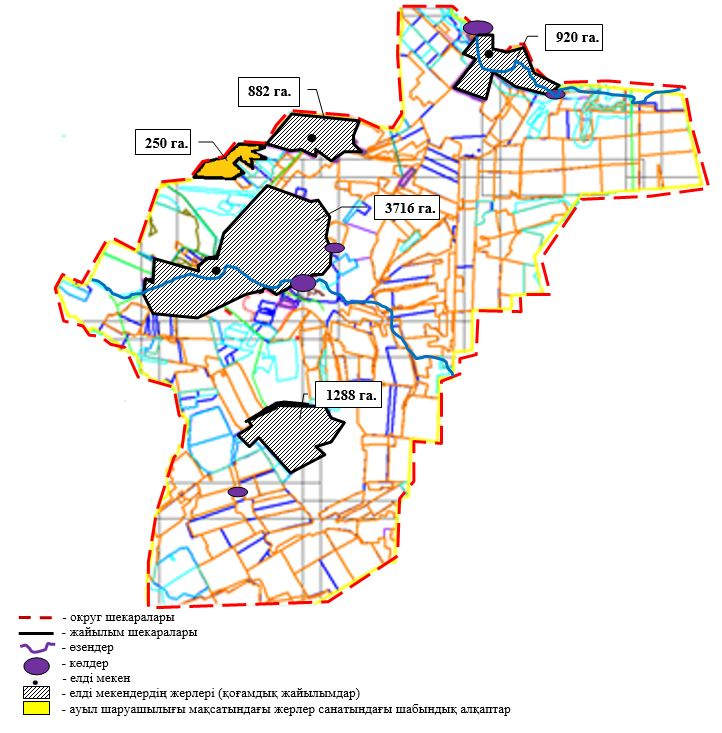 920 га.
882 га.
250 га.
3716 га.
1288 га.
- округ шекаралары
- жайылым шекаралары
- өзендер
- көлдер
- елді мекен
- елді мекендердің жерлері (қоғамдық жайылымдар)
- ауыл шаруашылығы мақсатындағы жерлер санатындағы шабындық алқаптар